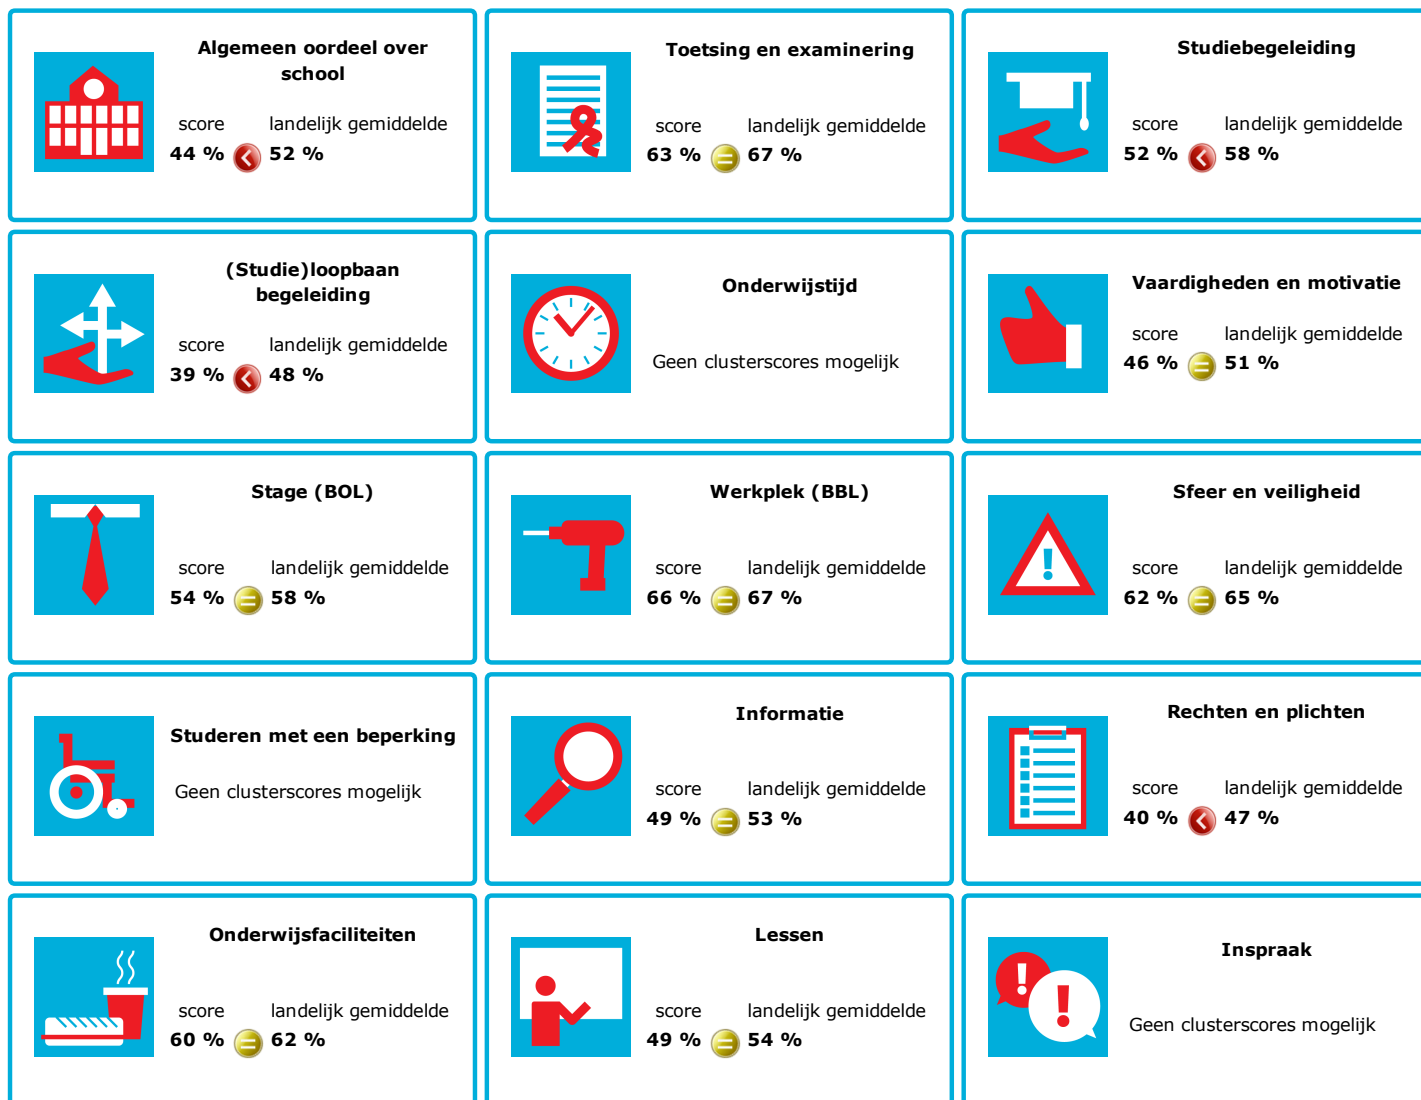 Algemeen oordeel over
school
score landelijk gemiddelde
44 % 52 %
Toetsing en examinering
score landelijk gemiddelde
63 % = 67 %
Studiebegeleiding
score landelijk gemiddelde
52 % 58 %
(Studie)loopbaan
begeleiding
score landelijk gemiddelde
39 % 48 %
Onderwijstijd
Geen clusterscores mogelijk
Vaardigheden en motivatie
score landelijk gemiddelde
46 % = 51 %
Stage (BOL)
score landelijk gemiddelde
54 % = 58 %
Werkplek (BBL)
score landelijk gemiddelde
66 % = 67 %
Sfeer en veiligheid
score landelijk gemiddelde
62 % = 65 %
Studeren met een beperking
Geen clusterscores mogelijk
Informatie
score landelijk gemiddelde
49 % = 53 %
Rechten en plichten
score landelijk gemiddelde
40 % 47 %
Onderwijsfaciliteiten
score landelijk gemiddelde
60 % = 62 %
Lessen
score landelijk gemiddelde
49 % = 54 %
Inspraak
Geen clusterscores mogelijk